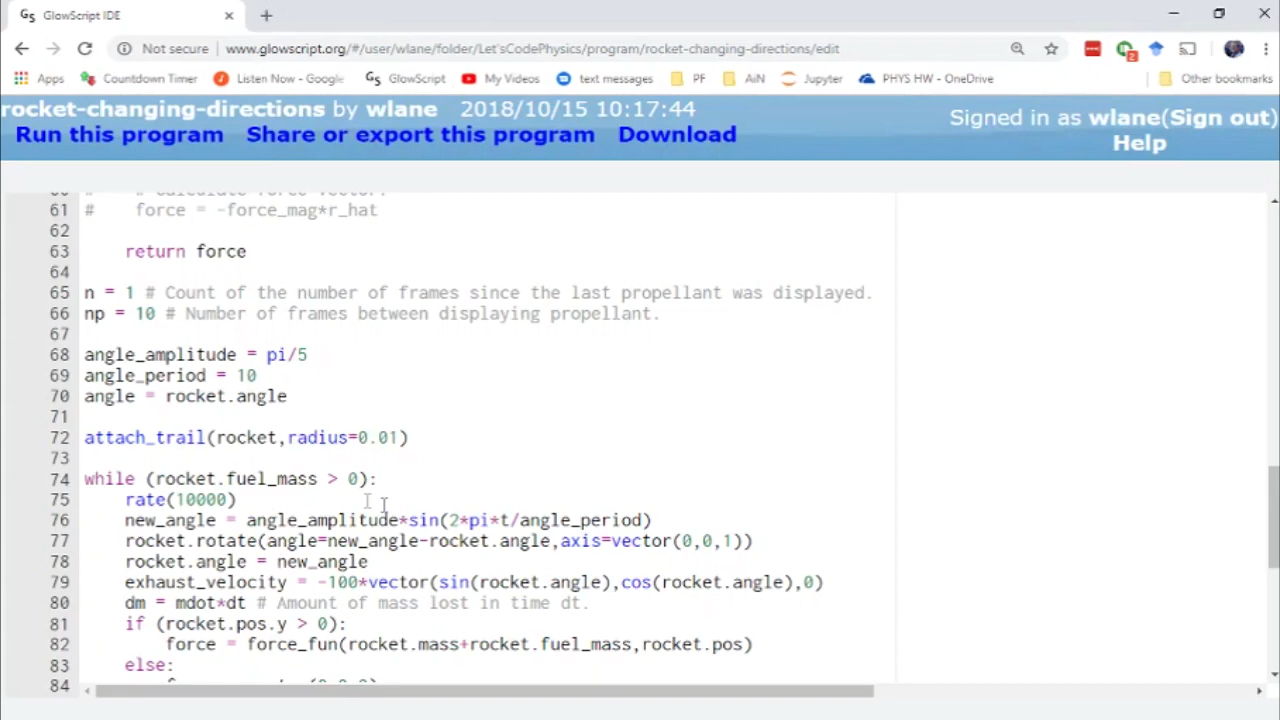 GlowScript IDE
Not secure www.glowscript.org/#/user/wlane/folder/Let'sCodePhysics/program/rocket-changing-directions/edit
2
Apps Countdown Timer Listen Now - Google GlowScript My Videos text messages PF AiN Jupyter PHYS HW - OneDrive Other bookmarks
rocket-changing-directions by wlane 2018/10/15 10:17:44 Signed in as wlane(Sign out)
Run this program Share or export this program Download Help
61 # force = -force_mag*r_hat
62
63 return force
64
65 n = 1 # Count of the number of frames since the last propellant was displayed.
66 np = 10 # Number of frames between displaying propellant.
67
68 angle_amplitude = pi/5
69 angle_period = 10
70 angle = rocket.angle
71
72 attach_trail(rocket,radius=0.01)
73
74 while (rocket.fuel_mass > 0):
75 rate(10000)
76 new_angle = angle_amplitude*sin(2*pi*t/angle_period)
77 rocket.rotate(angle=new_angle-rocket.angle,axis=vector(0,0,1))
78 rocket.angle = new_angle
79 exhaust_velocity = -100*vector(sin(rocket.angle),cos(rocket.angle),0)
80 dm = mdot*dt # Amount of mass lost in time dt.
81 if (rocket.pos.y > 0):
82 force = force_fun(rocket.mass+rocket.fuel_mass,rocket.pos)
83 else:
84